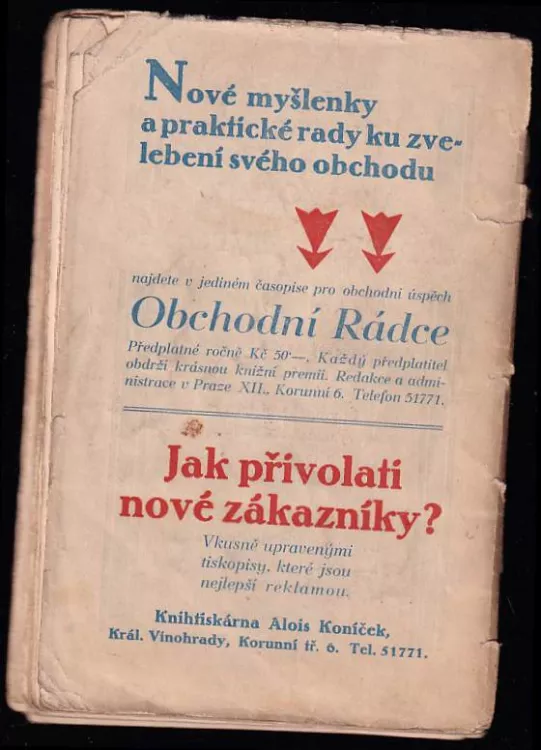 Nové myšlenky
a praktické rady ku zve-
lebení svého obchodu
najdete v jediném časopise pro obchodní úspěch
Obchodní Rádce
Předplatné ročně Kč 50·—. Každý předplatitel
obdrží krásnou knižní premii. Redakce a admi-
nistrace v Praze XII., Korunní 6. Telefon 51771.
Jak přivolati
nové zákazníky?
Vkusně upravenými
tiskopisy, které jsou
nejlepší reklamou.
Knihtiskárna Alois Koníček,
Král. Vinohrady, Korunní tř. 6. Tel. 51771.